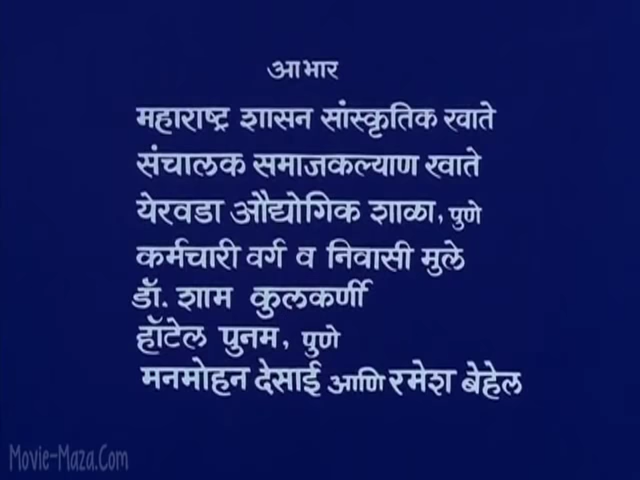 आभार
महाराष्ट्र शासन सांस्कृतिक खाते
संचालक समाजकल्याण खाते
येरवडा औद्योगिक शाळा, पुणे
कर्मचारी वर्ग व निवासी मुले
डॉ. शाम कुलकर्णी
हॉटेल पुनम, पुणे
मनमोहन देसाई आणि रमेश बेहेल
Movie-Maza.Com